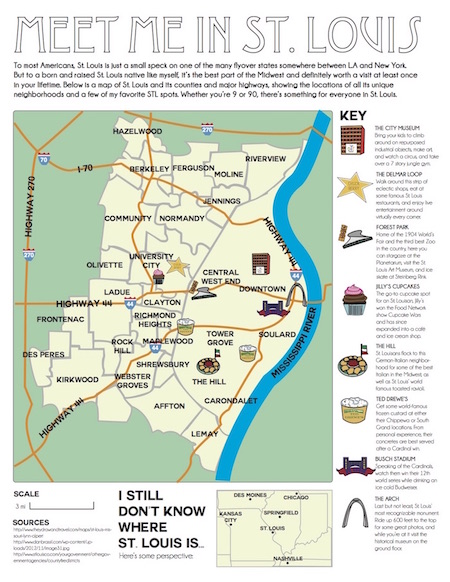 MEET ME IN ST. LOUIS
To most Americans, St. Louis is just a small speck on one of the many flyover states somewhere between L.A and New York.
But to a born and raised St. Louis native like myself, it's the best part of the Midwest and definitely worth a visit at least once
in your lifetime. Below is a map of St. Louis and its counties and major highways, showing the locations of all its unique
neighborhoods and a few of my favorite STL spots. Whether you're 9 or 90, there's something for everyone in St. Louis.
HAZELWOOD
270
70
I-70
BERKELEY
FERGUSON
RIVERVIEW
MOLINE
JENNINGS
HIGHWAY 270
COMMUNITY
NORMANDY
HIGHWAY 44
270
OLIVETTE
UNIVERSITY
CITY
CENTRAL
WEST END
DOWNTOWN
44
LADUE
CLAYTON
HIGHWAY 44
FRONTENAC
RICHMOND
HEIGHTS
44
TOWER
GROVE
SOULARD
MISSISSIPPI RIVER
ROCK
HILL
MAPLEWOOD
44
DES PERES
SHREWSBURY
KIRKWOOD
WEBSTER
GROVES
THE HILL
HIGHWAY 44
AFFTON
CARONDALET
LEMAY
KEY
THE CITY MUSEUM
Bring your kids to climb
around on repurposed
industrial objects, make art,
and watch a circus, and take
over a 7 story jungle gym.
THE DELMAR LOOP
Walk around this strip of
eclectic shops, eat at
some famous St. Louis
restaurants, and enjoy live
entertainment around
virtually every corner.
FOREST PARK
Home of the 1904 World's
Fair and the third best Zoo
in the country, here you
can stargaze at the
Planetarium, visit the St.
Louis Art Museum, and ice
skate at Steinberg Rink.
JILLY'S CUPCAKES
The go-to cupcake spot
for an St. Louisan, Jilly's
won the Food Network
show Cupcake Wars
and has since
expanded into a café
and ice cream shop.
THE HILL
St. Louisans flock to this
German-Italian neighbor-
hood for some of the best
Italian in the Midwest, as
well as St. Louis' world
famous toasted ravioli.
TED DREWE'S
Get some world-famous
frozen custard at either
their Chippewa or South
Grand locations. From
personal experience, their
concretes are best served
after a Cardinal win.
BUSCH STADIUM
Speaking of the Cardinals,
watch them win their 12th
world series while drinking an
ice cold Budweiser.
THE ARCH
Last but not least, St. Louis'
most recognizable monument.
Ride up 600 feet to the top
for some great photos, and
while you're at it visit the
historical museum on the
ground floor.
SCALE
3 mi
SOURCES
I STILL
DON'T KNOW
WHERE
ST. LOUIS IS...
Here's some perspective:
DES MOINES
CHICAGO
KANSAS
CITY
SPRINGFIELD
ST. LOUIS
NASHVILLE